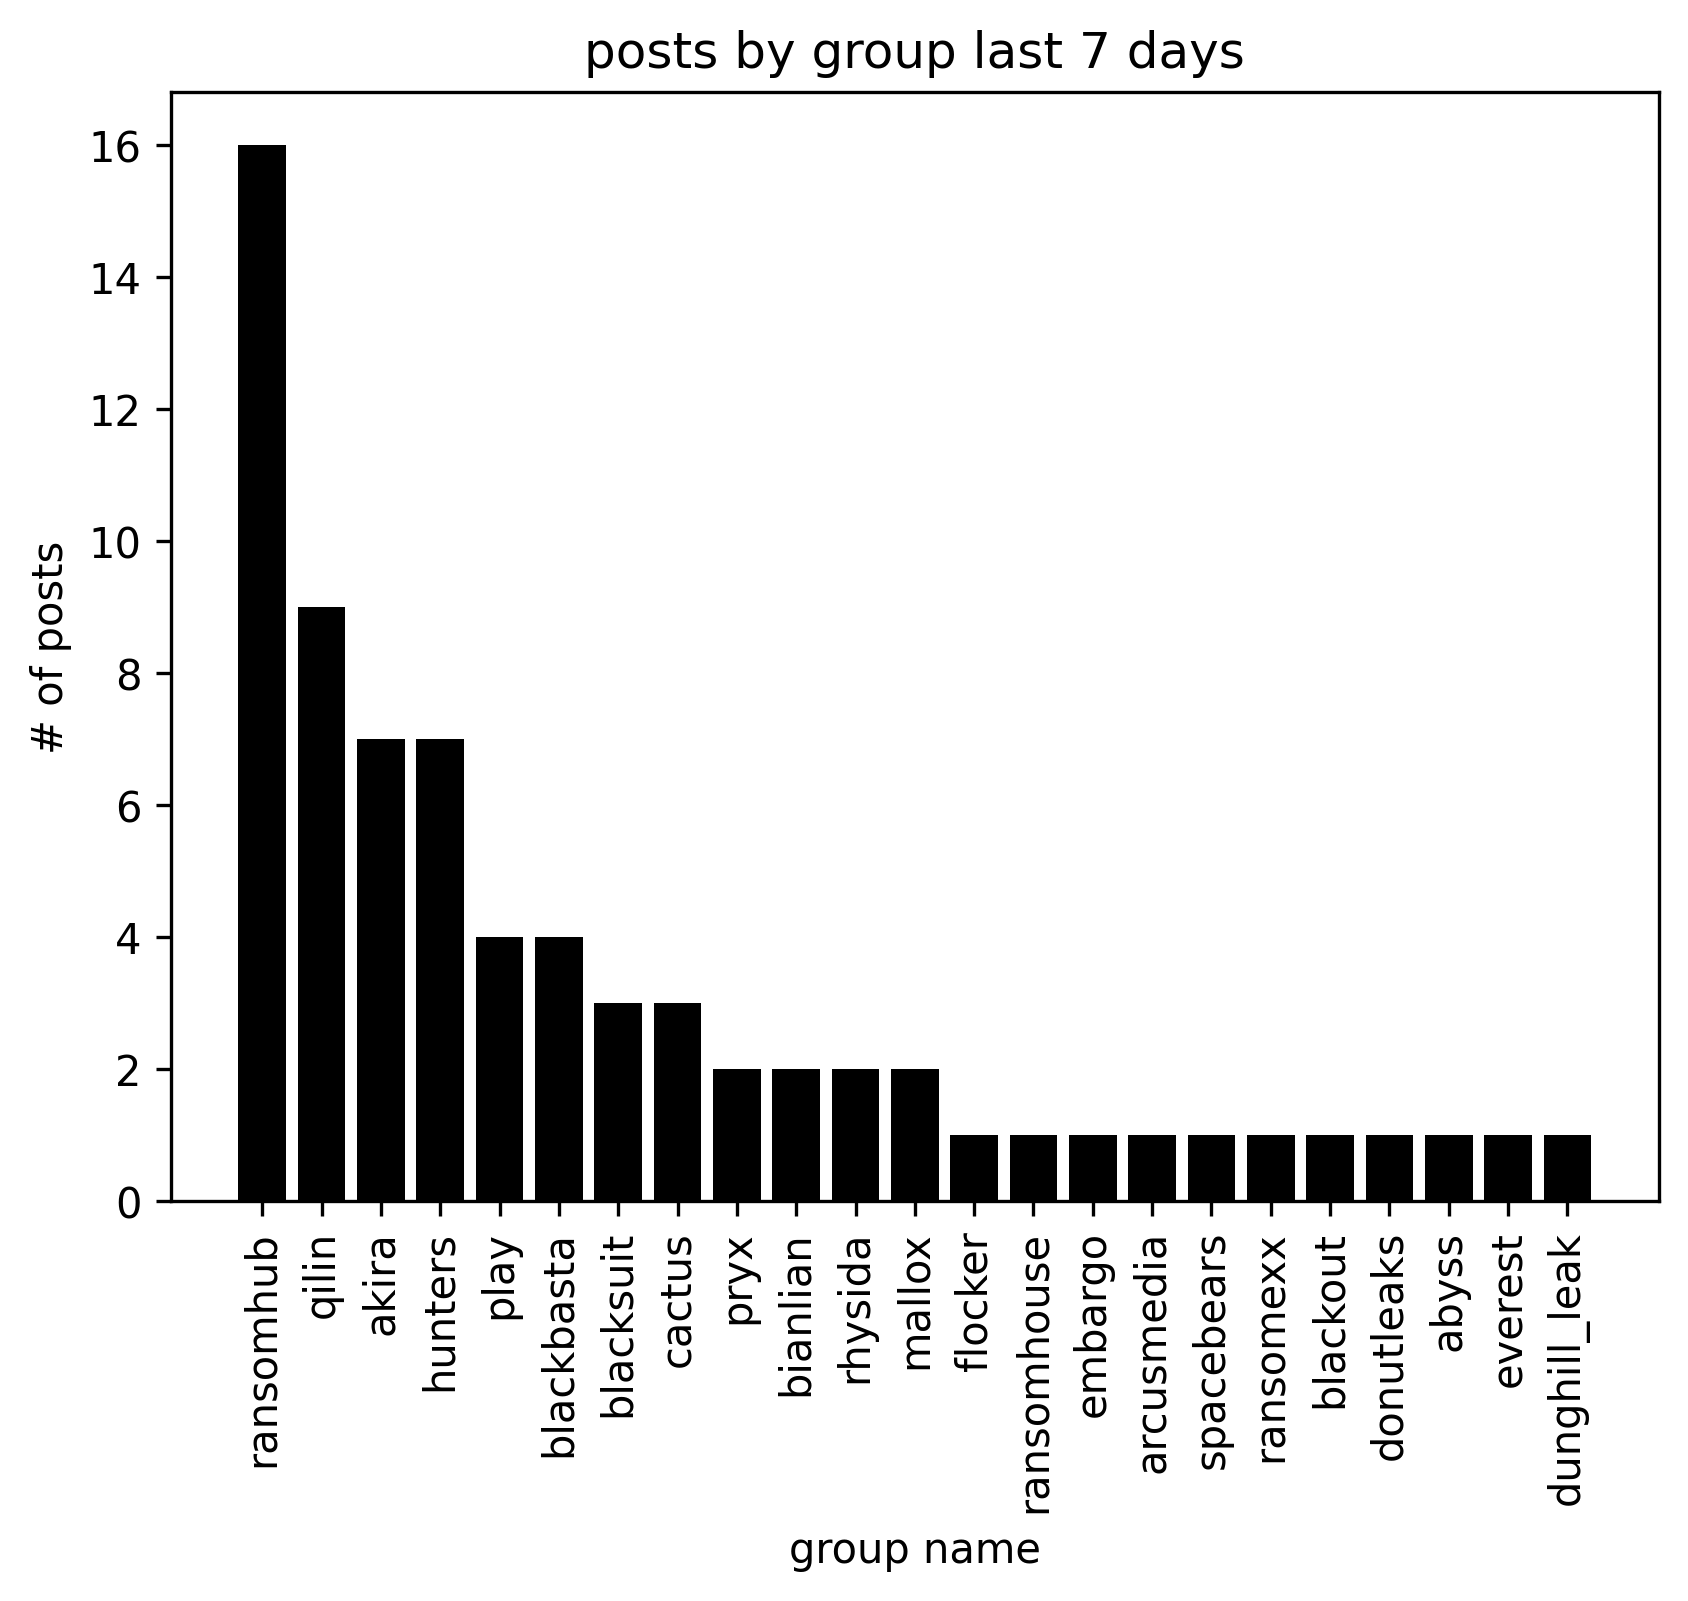 posts by group last 7 days
16
14
12
10
8
6
4
2
0
# of posts
ransomhub
qilin
akira
hunters
play
blackbasta
blacksuit
cactus
pryx
bianlian
rhysida
mallox
flocker
ransomhouse
embargo
arcusmedia
spacebears
ransomexx
blackout
donutleaks
abyss
everest
dunghill_leak
group name